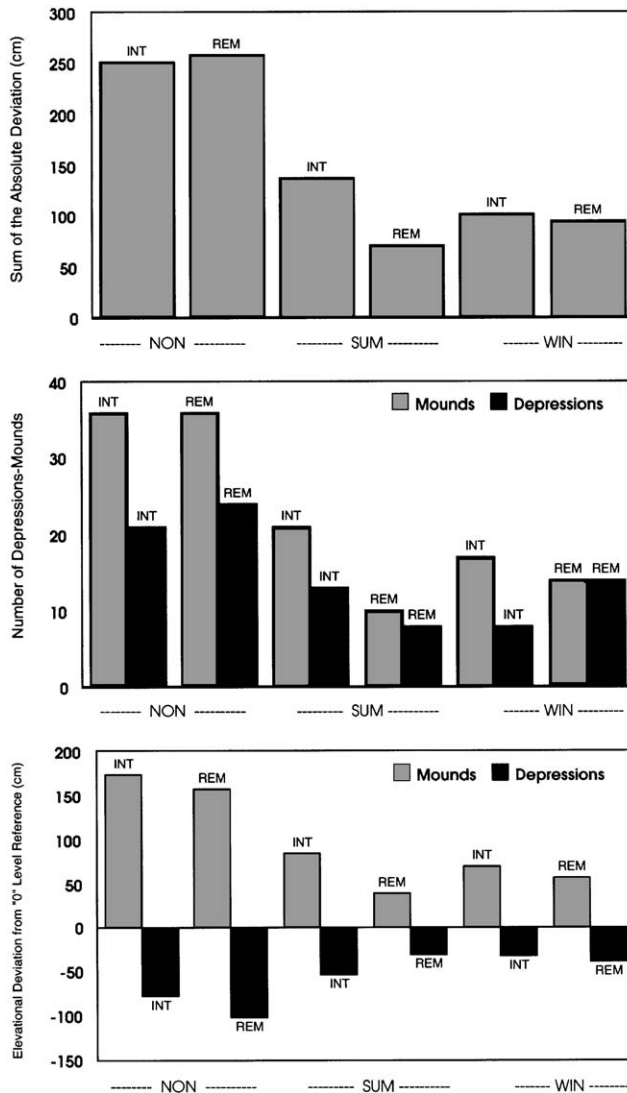 Sum of the Absolute Deviation (cm)
300
250
200
150
100
50
0
INT
REM
INT
REM
INT
REM
------- NON ----------
------- SUM ----------
------- WIN --------
Number of Depressions-Mounds
40
30
20
10
0
Mounds Depressions
INT
INT
REM
REM
INT
INT
REM
REM
INT
INT
REM REM
------- NON ----------
------- SUM ----------
------- WIN --------
Elevational Deviation from "0" Level Reference (cm)
200
150
100
50
0
-50
-100
-150
Mounds Depressions
INT
REM
INT
REM
INT
REM
INT
REM
INT
REM
INT
REM
------- NON ----------
------- SUM ----------
------- WIN --------